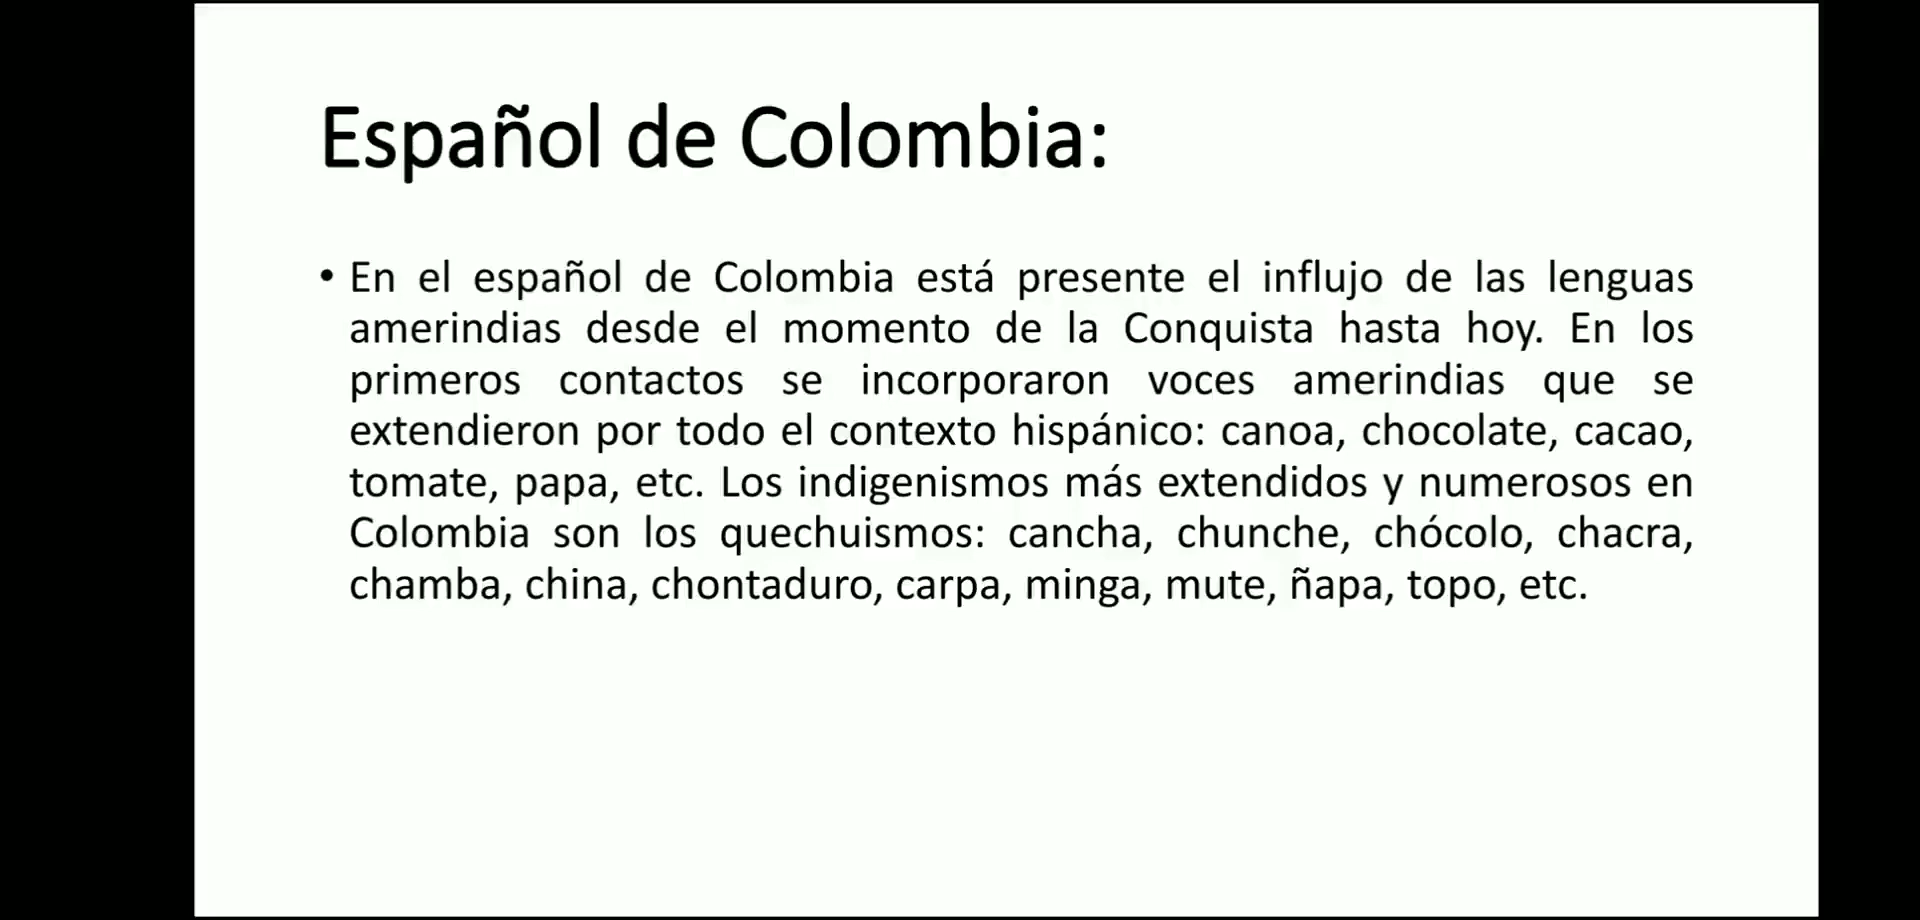 Español de Colombia:
• En el español de Colombia está presente el influjo de las lenguas
amerindias desde el momento de la Conquista hasta hoy. En los
primeros contactos se incorporaron voces amerindias que se
extendieron por todo el contexto hispánico: canoa, chocolate, cacao,
tomate, papa, etc. Los indigenismos más extendidos y numerosos en
Colombia son los quechuismos: cancha, chunche, chócolo, chacra,
chamba, china, chontaduro, carpa, minga, mute, ñapa, topo, etc.